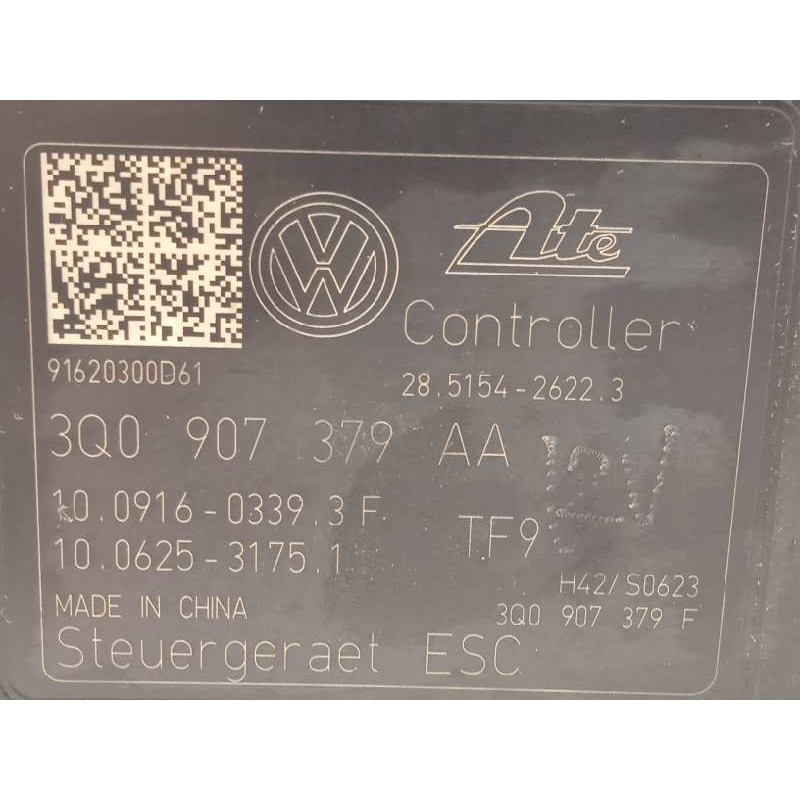 Ate
Controller
91620300D61
28.5154-2622.3
3Q0 907 379 AA
12V
10.0916-0339.3 F
10.0625-3175.1
TF9
H42/S0623
MADE IN CHINA
3Q0 907 379 F
Steuergeraet ESC